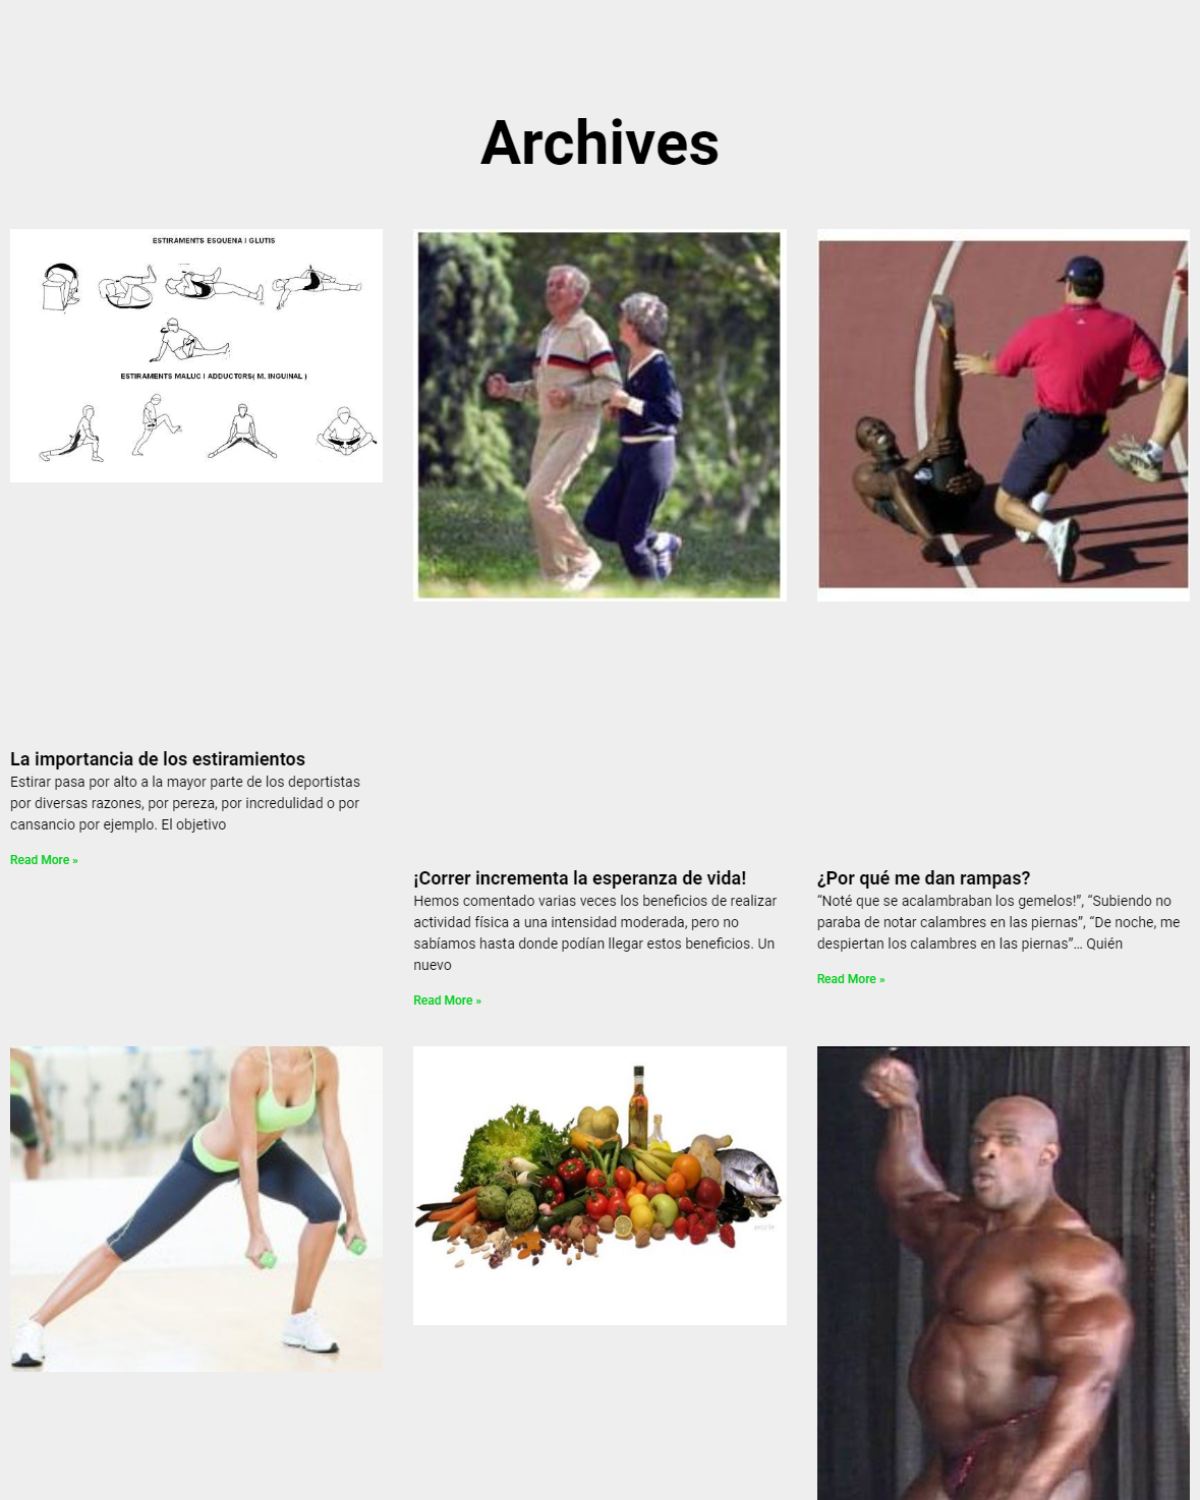 Archives
ESTIRAMENTS ESQUENA I GLUTIS
ESTIRAMENTS MALUC I ADDUCTORS( M. INGUINAL )
La importancia de los estiramientos
Estirar pasa por alto a la mayor parte de los deportistas
por diversas razones, por pereza, por incredulidad o por
cansancio por ejemplo. El objetivo
Read More »
¡Correr incrementa la esperanza de vida!
Hemos comentado varias veces los beneficios de realizar
actividad física a una intensidad moderada, pero no
sabíamos hasta donde podían llegar estos beneficios. Un
nuevo
Read More »
¿Por qué me dan rampas?
“Noté que se acalambraban los gemelos!”, “Subiendo no
paraba de notar calambres en las piernas”, “De noche, me
despiertan los calambres en las piernas”… Quién
Read More »